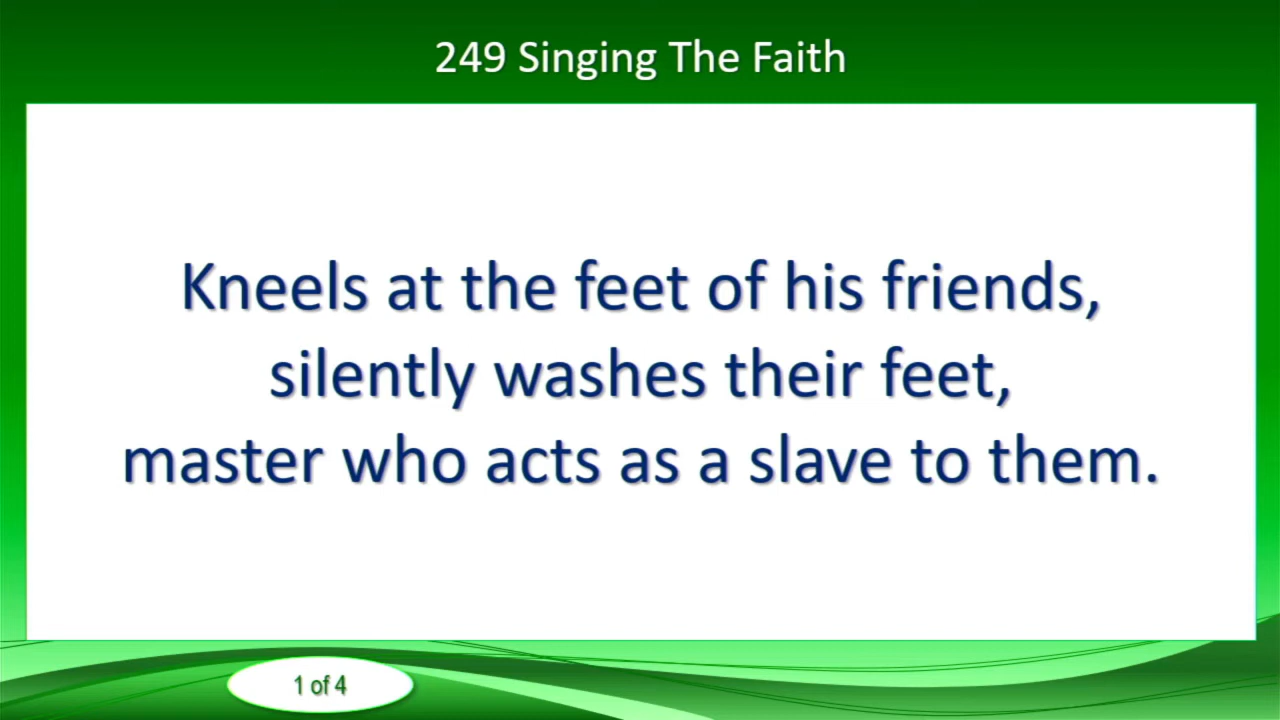 249 Singing The Faith
Kneels at the feet of his friends,
silently washes their feet,
master who acts as a slave to them.
1 of 4